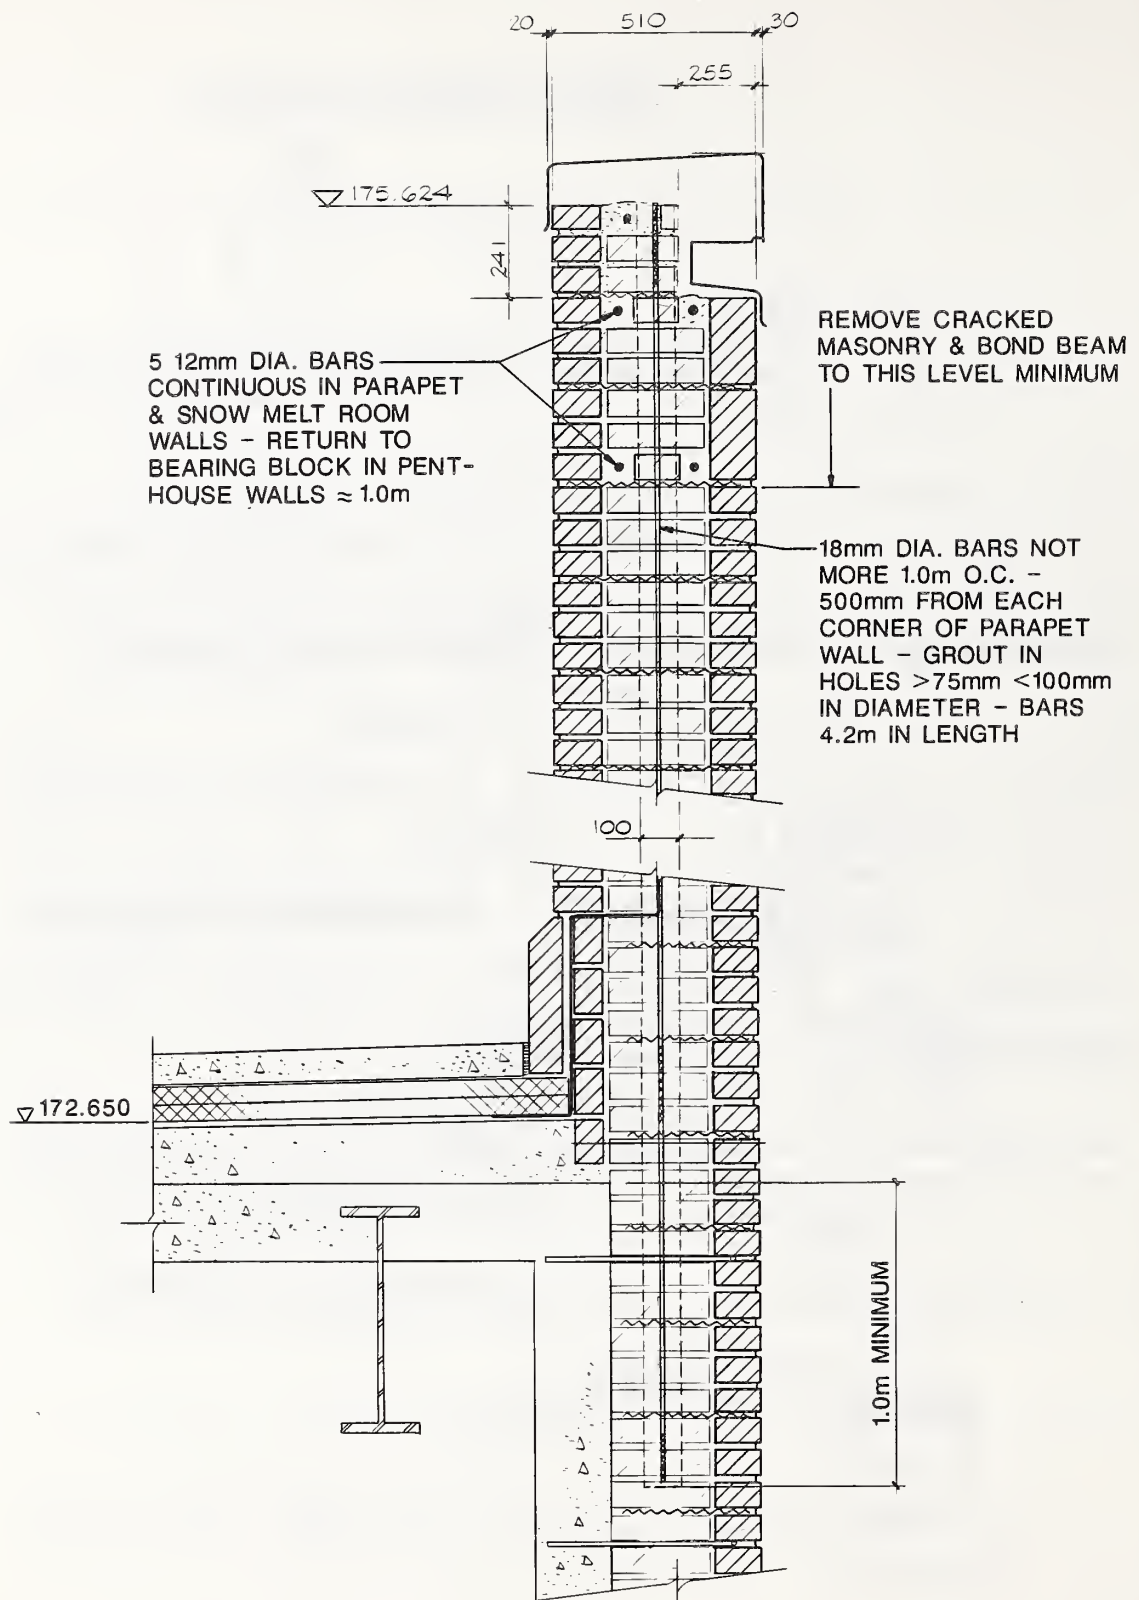 20 510 30
255
175.624
241
5 12mm DIA. BARS
CONTINUOUS IN PARAPET
& SNOW MELT ROOM
WALLS - RETURN TO
BEARING BLOCK IN PENT-
HOUSE WALLS ≈ 1.0m
REMOVE CRACKED
MASONRY & BOND BEAM
TO THIS LEVEL MINIMUM
18mm DIA. BARS NOT
MORE 1.0m O.C. -
500mm FROM EACH
CORNER OF PARAPET
WALL - GROUT IN
HOLES >75mm <100mm
IN DIAMETER - BARS
4.2m IN LENGTH
100
172.650
1.0m MINIMUM